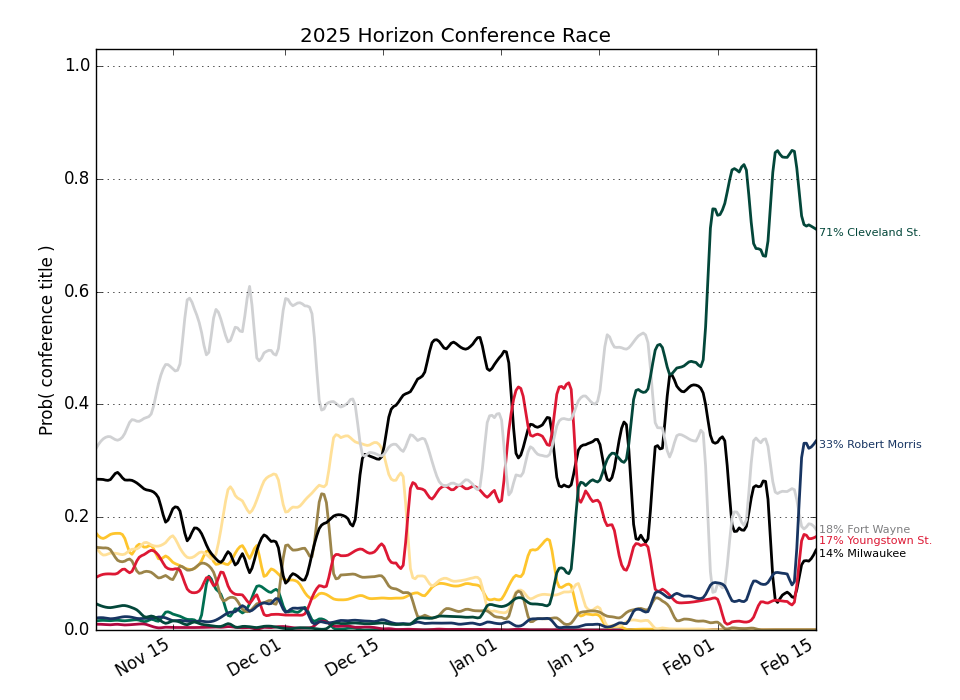 2025 Horizon Conference Race
Prob( conference title )
1.0
0.8
0.6
0.4
0.2
0.0
71% Cleveland St.
33% Robert Morris
18% Fort Wayne
17% Youngstown St.
14% Milwaukee
Nov 15
Dec 01
Dec 15
Jan 01
Jan 15
Feb 01
Feb 15